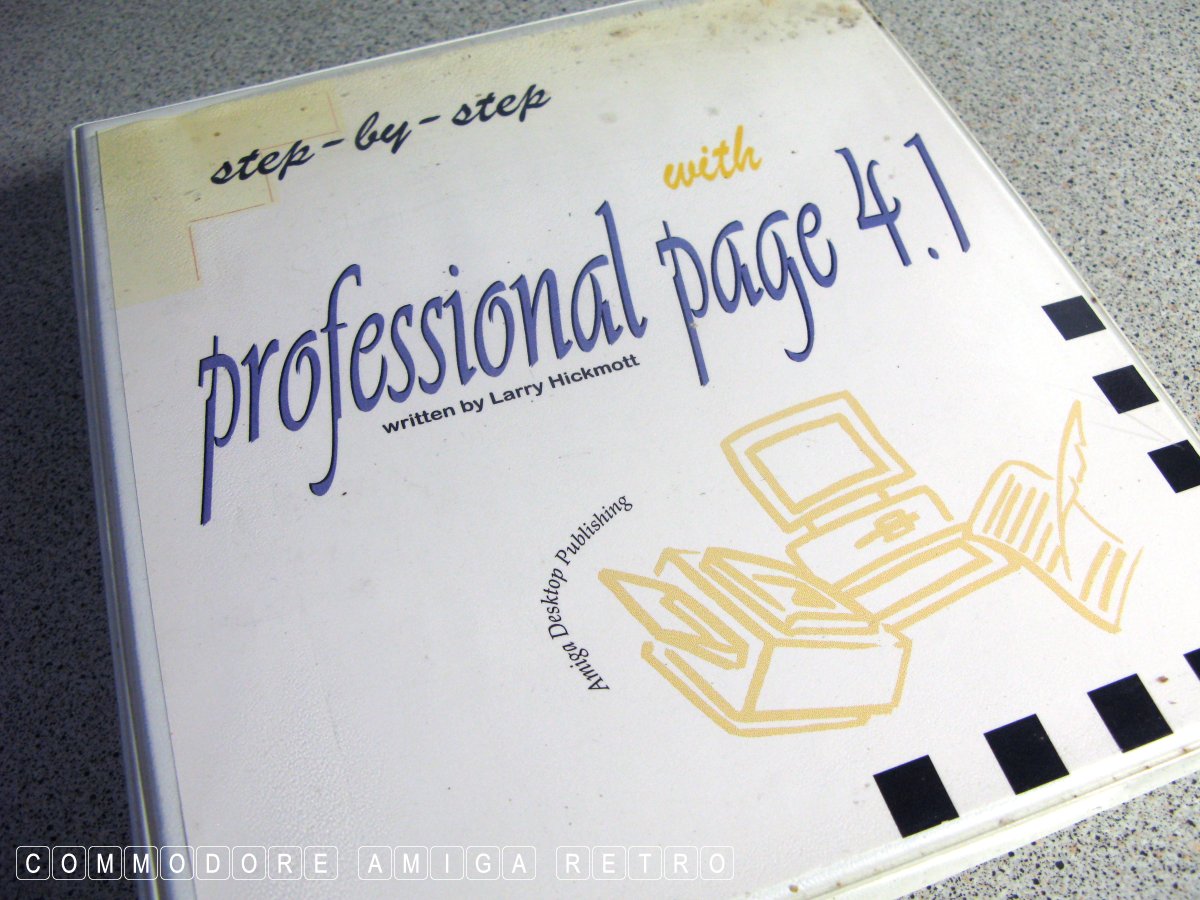 step-by-step
with
professional page 4.1
written by Larry Hickmott
Amiga Desktop Publishing
COMMODORE AMIGA RETRO